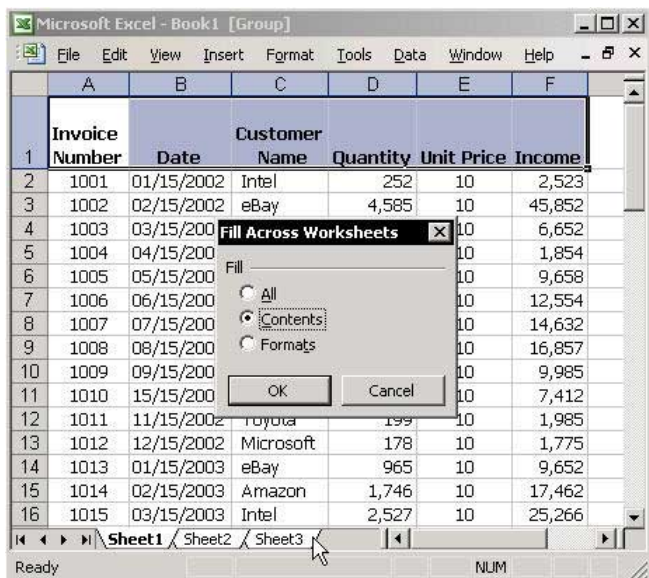 Microsoft Excel - Book1 [Group]
File Edit View Insert Format Tools Data Window Help
A B C D E F
1 Invoice Number Date Customer Name Quantity Unit Price Income
2 1001 01/15/2002 Intel 252 10 2,523
3 1002 02/15/2002 eBay 4,585 10 45,852
4 1003 03/15/200 10 6,652
5 1004 04/15/200 10 1,854
6 1005 05/15/200 10 9,658
7 1006 06/15/200 10 12,554
8 1007 07/15/200 10 14,632
9 1008 08/15/200 10 16,857
10 1009 09/15/200 10 9,985
11 1010 15/15/200 10 7,412
12 1011 11/15/2002 Toyota 199 10 1,985
13 1012 12/15/2002 Microsoft 178 10 1,775
14 1013 01/15/2003 eBay 965 10 9,652
15 1014 02/15/2003 Amazon 1,746 10 17,462
16 1015 03/15/2003 Intel 2,527 10 25,266
Fill Across Worksheets
Fill
All
Contents
Formats
OK Cancel
Sheet1 Sheet2 Sheet3
Ready NUM